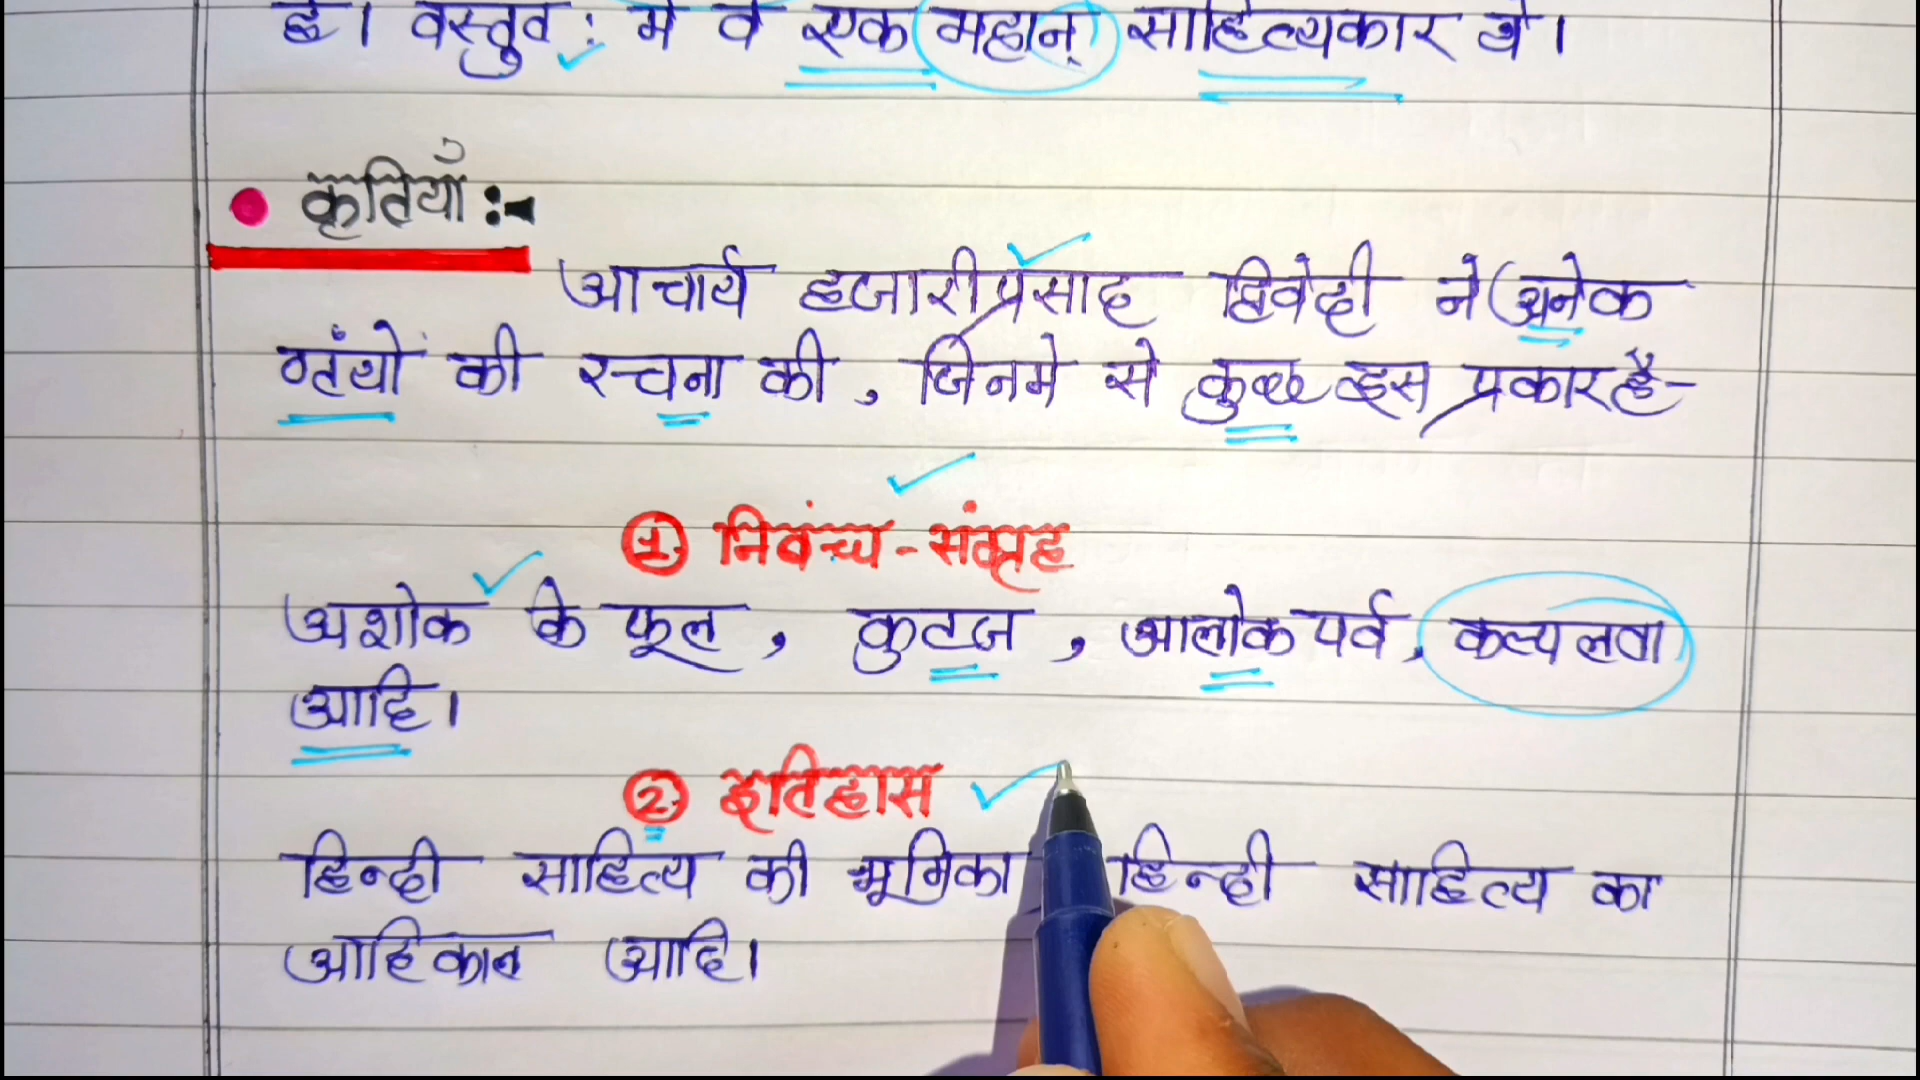 है। वस्तुत: मे वे एक महान् साहित्यकार थे।
कृतियाँ :-
आचार्य हजारीप्रसाद द्विवेदी ने अनेक
ग्रंथों की रचना की, जिनमे से कुछ इस प्रकार है-
1. निबंन्ध-संग्रह
अशोक के फूल, कुटज, आलोक पर्व, कल्पलता
आदि।
2. इतिहास
हिन्दी साहित्य की भूमिका हिन्दी साहित्य का
आदिकाल आदि।